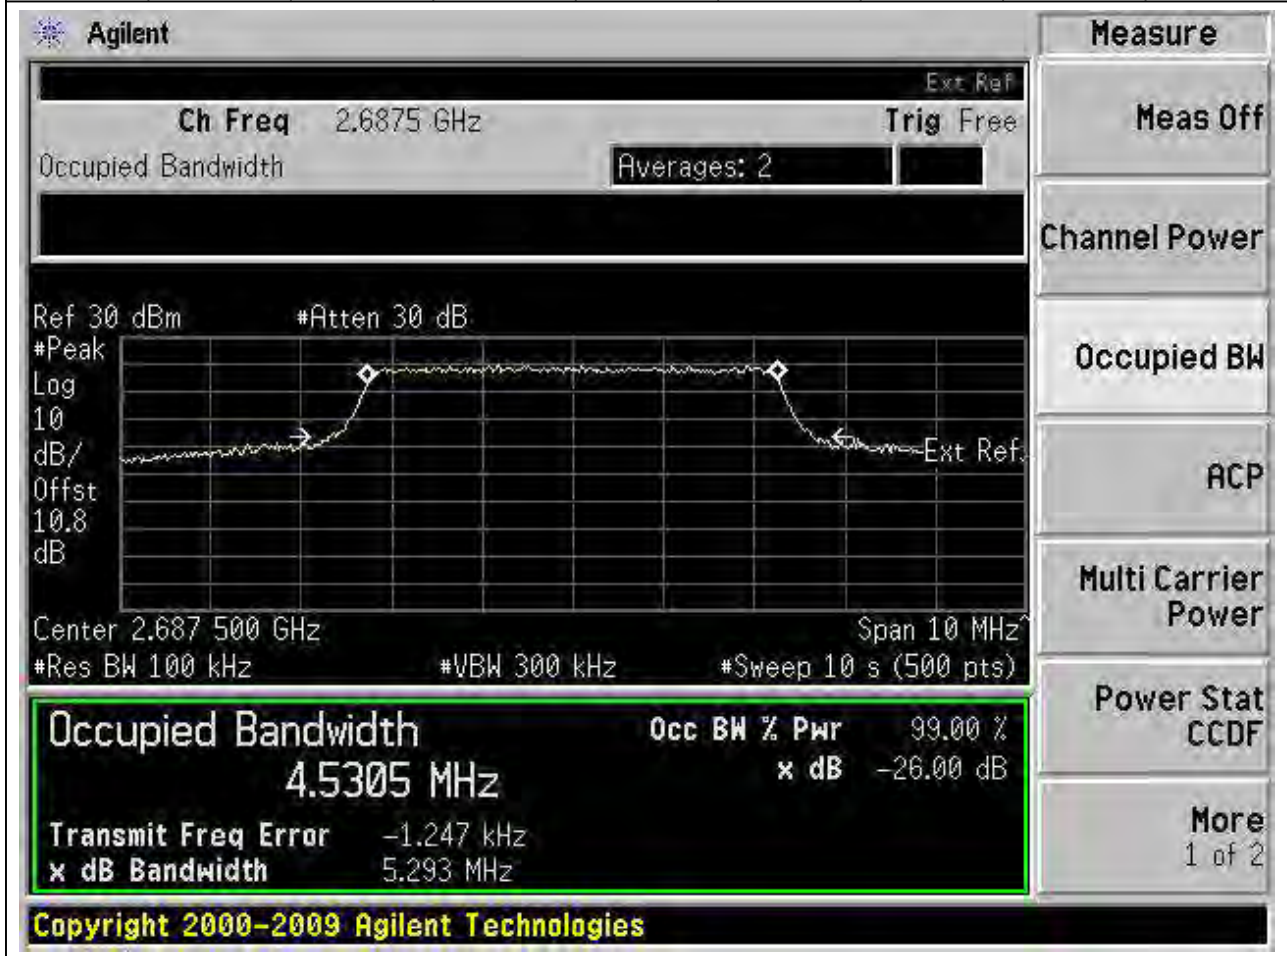 Agilent
Measure
Ext Ref
Ch Freq 2.6875 GHz
Trig Free
Meas Off
Occupied Bandwidth
Averages: 2
Channel Power
Ref 30 dBm
#Atten 30 dB
#Peak
Log
10
dB/
Offst
10.8
dB
Ext Ref
Occupied BW
ACP
Center 2.687 500 GHz
Span 10 MHz
#Res BW 100 kHz
#VBW 300 kHz
#Sweep 10 s (500 pts)
Multi Carrier
Power
Occupied Bandwidth
4.5305 MHz
Occ BW % Pwr 99.00 %
x dB -26.00 dB
Transmit Freq Error -1.247 kHz
x dB Bandwidth 5.293 MHz
Power Stat
CCDF
More
1 of 2
Copyright 2000-2009 Agilent Technologies